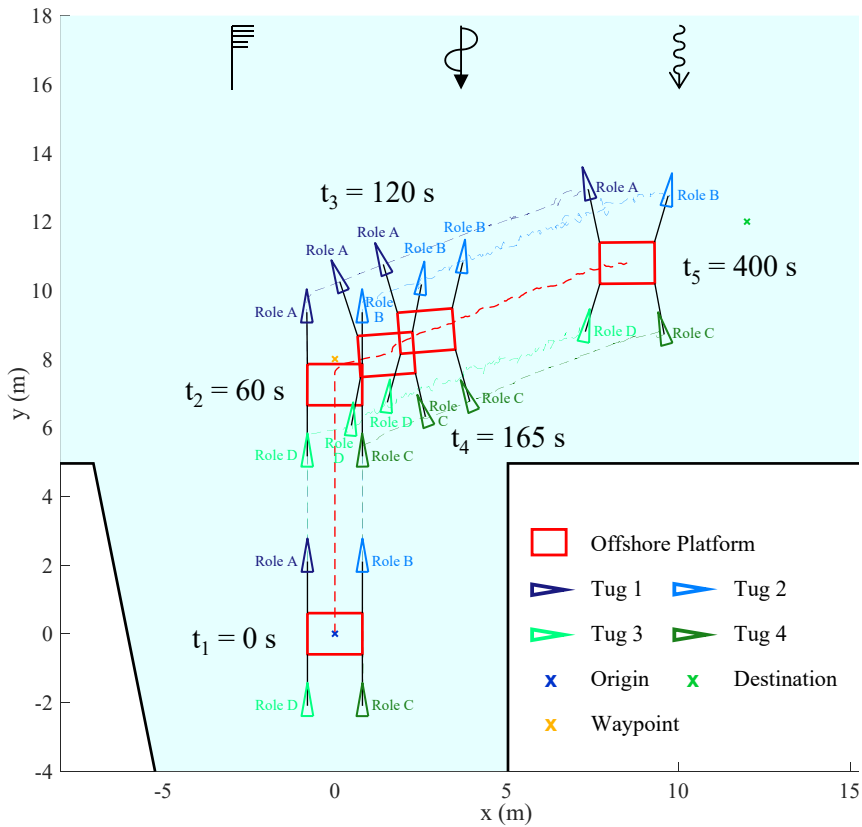 18
16
14
12
10
8
6
4
2
0
-2
-4
y (m)
-5
0
5
10
15
x (m)
t3 = 120 s
Role A
Role B
Role A
Role B
Role A
Role B
Role A
Role B
t5 = 400 s
Role D
Role C
t2 = 60 s
Role D
Role C
Role D
Role C
t4 = 165 s
Role D
Role C
Role A
Role B
t1 = 0 s
Role D
Role C
Offshore Platform
Tug 1
Tug 2
Tug 3
Tug 4
Origin
Destination
Waypoint